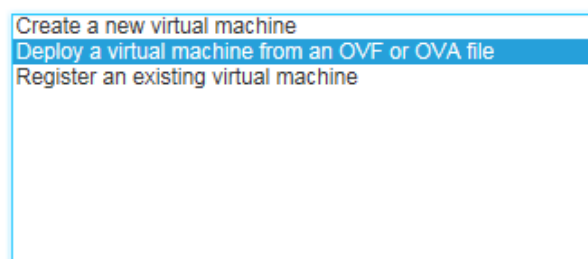 Create a new virtual machine
Deploy a virtual machine from an OVF or OVA file
Register an existing virtual machine